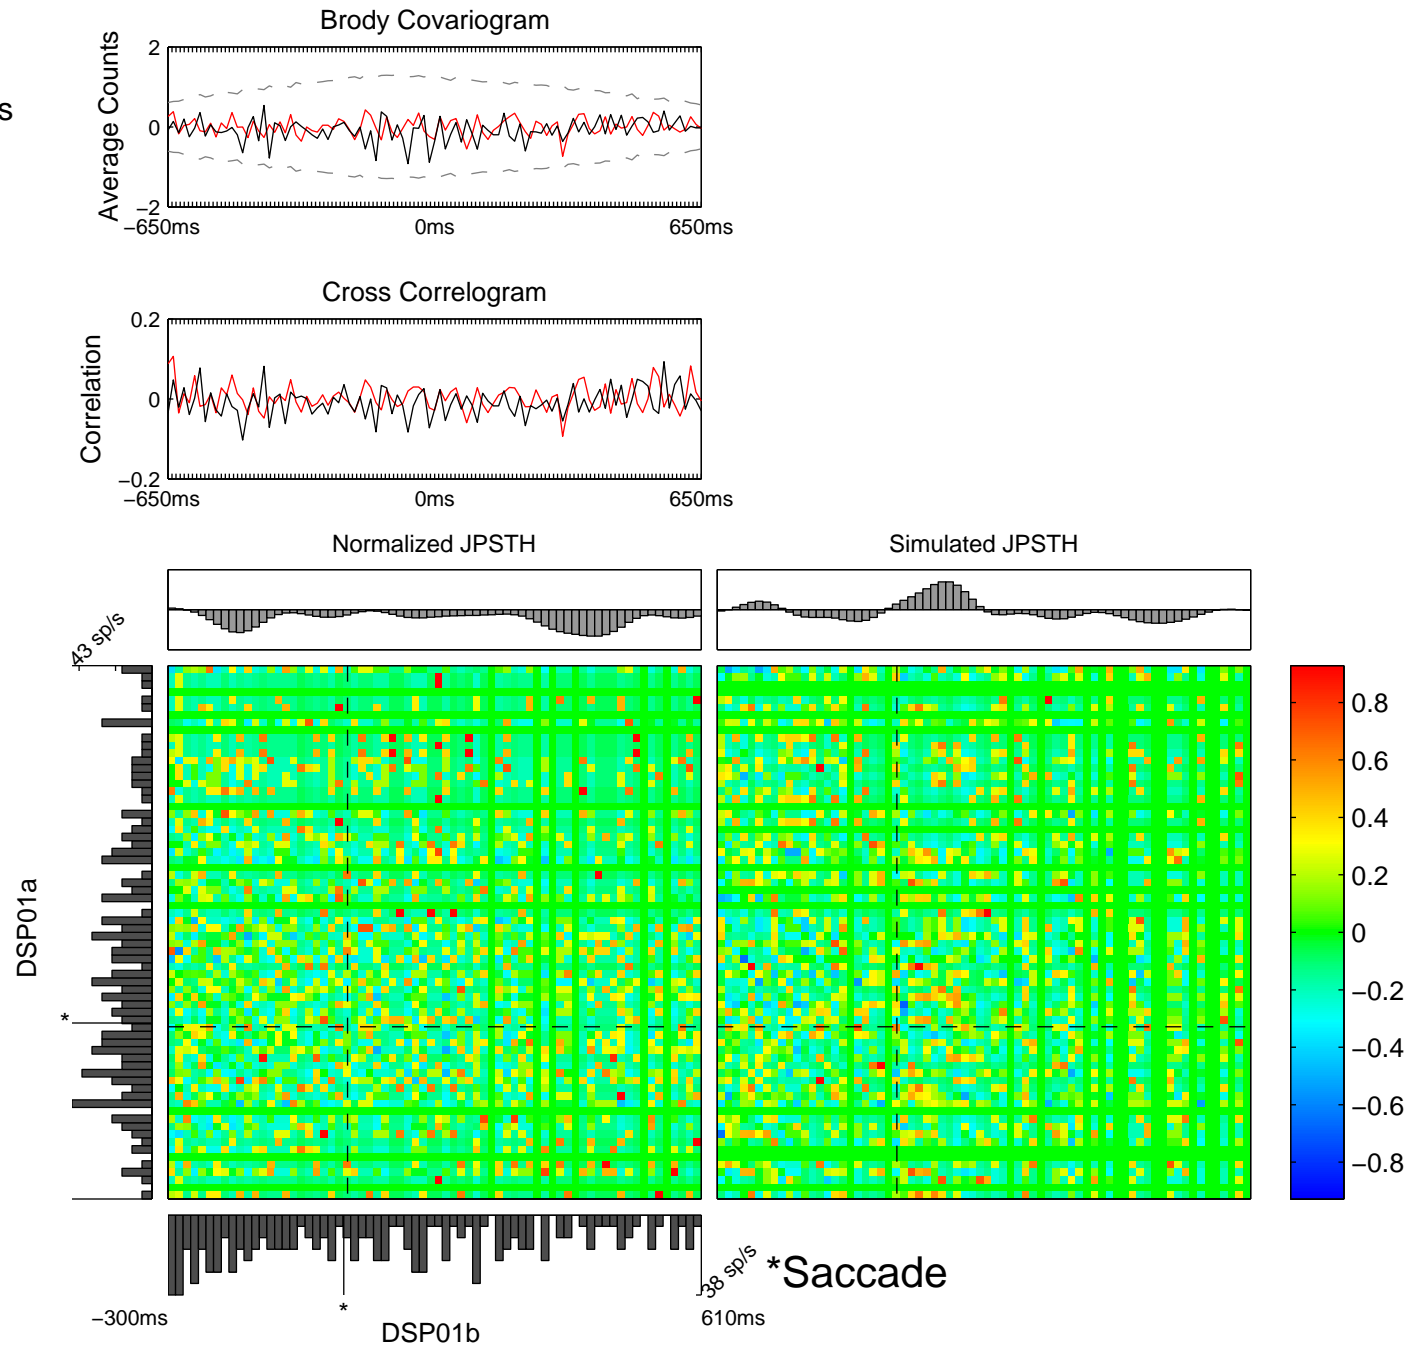 Brody Covariogram
s
Average Counts
2
0
−2
−650ms
0ms
650ms
Cross Correlogram
Correlation
0.2
0
−0.2
−650ms
0ms
650ms
Normalized JPSTH
Simulated JPSTH
43 sp/s
DSP01a
*
0.8
0.6
0.4
0.2
0
−0.2
−0.4
−0.6
−0.8
38 sp/s
*Saccade
*
−300ms
610ms
DSP01b